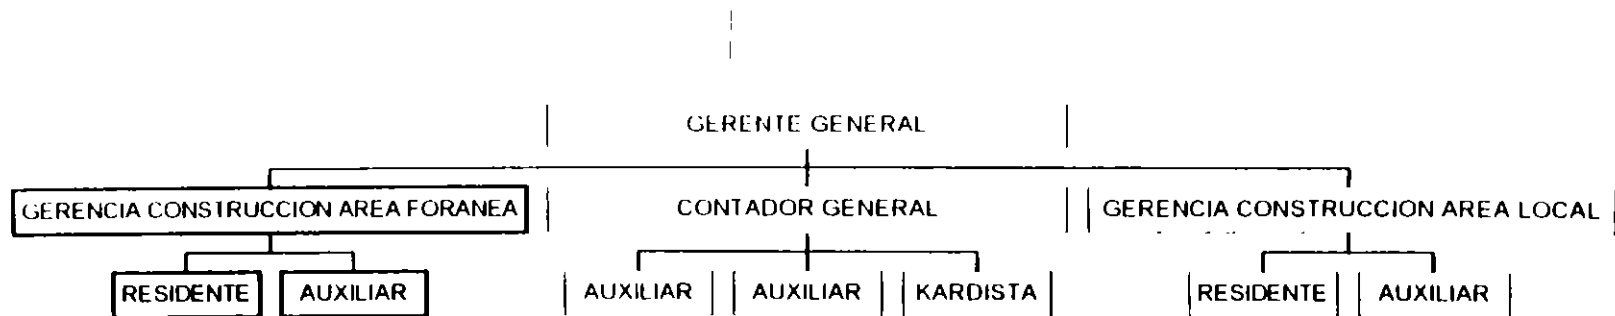 GERENTE GENERAL
GERENCIA CONSTRUCCION AREA FORANEA
CONTADOR GENERAL
GERENCIA CONSTRUCCION AREA LOCAL
RESIDENTE
AUXILIAR
AUXILIAR
AUXILIAR
KARDISTA
RESIDENTE
AUXILIAR